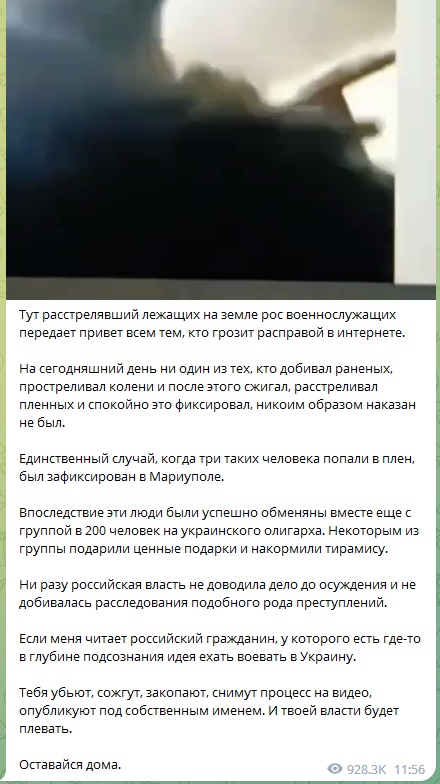 Тут расстрелявший лежащих на земле рос военнослужащих
передает привет всем тем, кто грозит расправой в интернете.
На сегодняшний день ни один из тех, кто добивал раненых,
простреливал колени и после этого сжигал, расстреливал
пленных и спокойно это фиксировал, никоим образом наказан
не был.
Единственный случай, когда три таких человека попали в плен,
был зафиксирован в Мариуполе.
Впоследствие эти люди были успешно обменяны вместе еще с
группой в 200 человек на украинского олигарха. Некоторым из
группы подарили ценные подарки и накормили тирамису.
Ни разу российская власть не доводила дело до осуждения и не
добивалась расследования подобного рода преступлений.
Если меня читает российский гражданин, у которого есть где-то
в глубине подсознания идея ехать воевать в Украину.
Тебя убьют, сожгут, закопают, снимут процесс на видео,
опубликуют под собственным именем. И твоей власти будет
плевать.
Оставайся дома.
928.3K 11:56